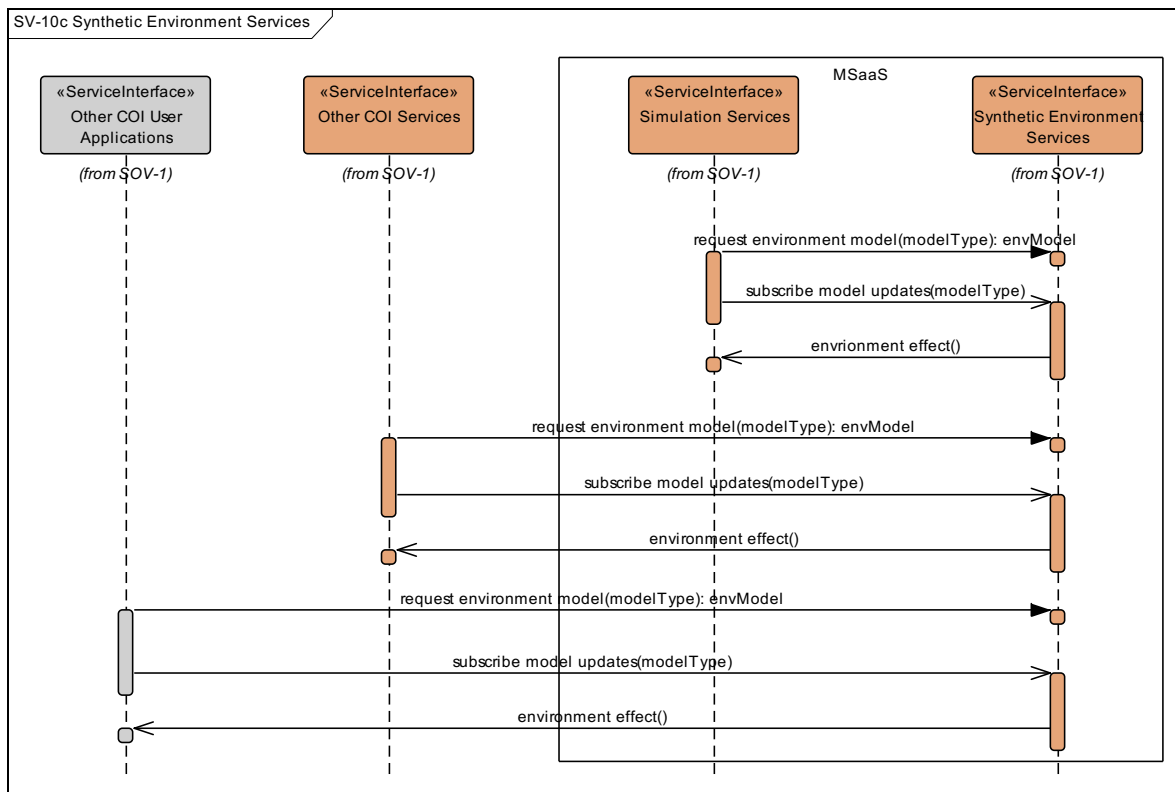 SV-10c Synthetic Environment Services
MSaaS
«ServiceInterface»
Other COI User
Applications
(from SOV-1)
«ServiceInterface»
Other COI Services
(from SOV-1)
«ServiceInterface»
Simulation Services
(from SOV-1)
«ServiceInterface»
Synthetic Environment
Services
(from SOV-1)
request environment model(modelType): envModel
subscribe model updates(modelType)
envrionment effect()
request environment model(modelType): envModel
subscribe model updates(modelType)
environment effect()
request environment model(modelType): envModel
subscribe model updates(modelType)
environment effect()